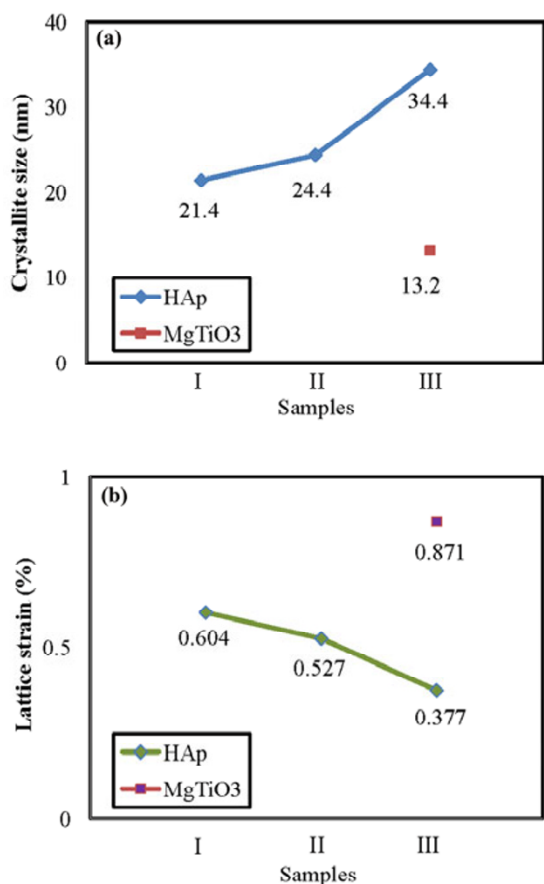 (a)
Crystallite size (nm)
40
30
20
10
0
21.4
24.4
34.4
13.2
HAp
MgTiO3
I
II
III
Samples
(b)
Lattice strain (%)
1
0.5
0
0.871
0.604
0.527
0.377
HAp
MgTiO3
I
II
III
Samples